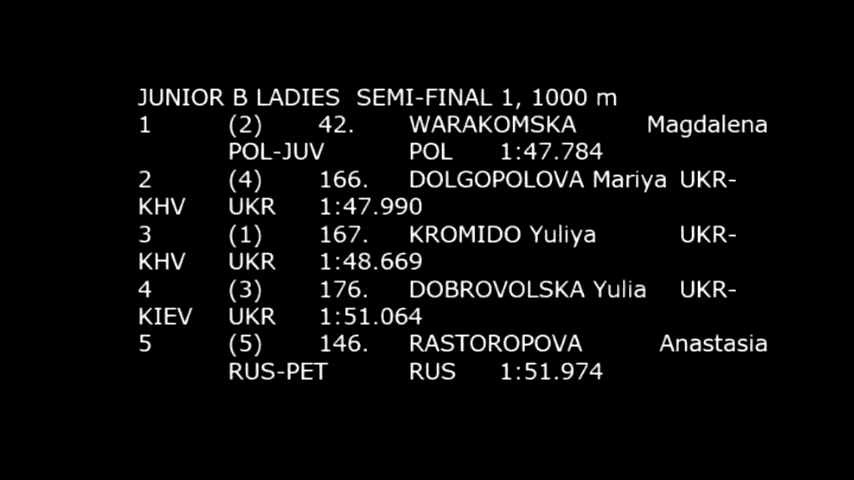 JUNIOR B LADIES SEMI-FINAL 1, 1000 m
1 (2) 42. WARAKOMSKA Magdalena
POL-JUV POL 1:47.784
2 (4) 166. DOLGOPOLOVA Mariya UKR-
KHV UKR 1:47.990
3 (1) 167. KROMIDO Yuliya UKR-
KHV UKR 1:48.669
4 (3) 176. DOBROVOLSKA Yulia UKR-
KIEV UKR 1:51.064
5 (5) 146. RASTOROPOVA Anastasia
RUS-PET RUS 1:51.974